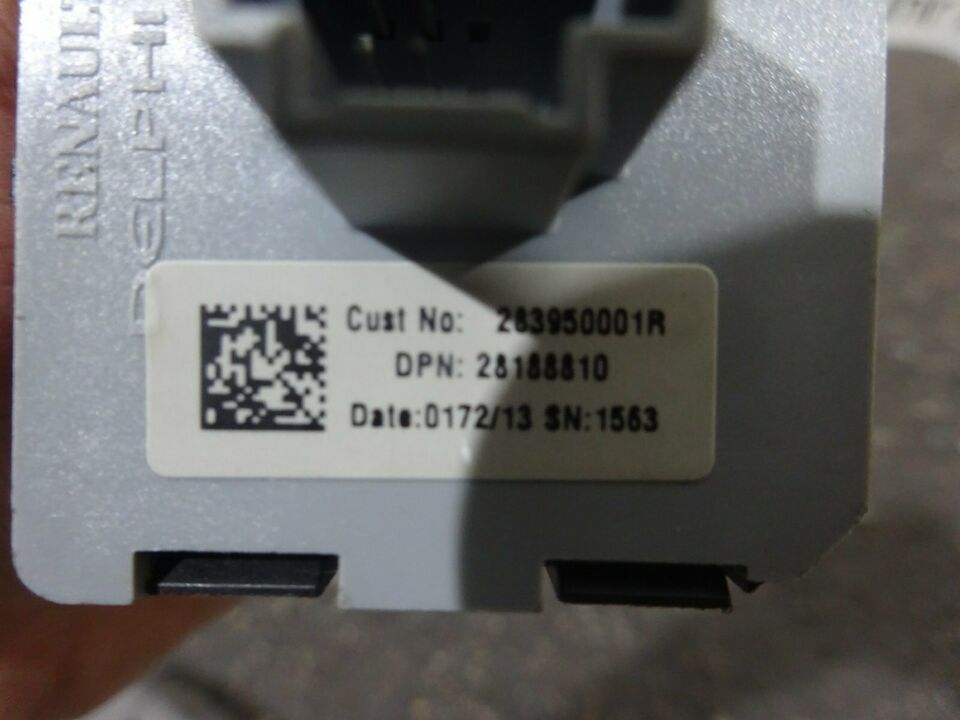 RENAULT
DELPHI
Cust No: 283950001R
DPN: 28188810
Date:0172/13 SN:1563